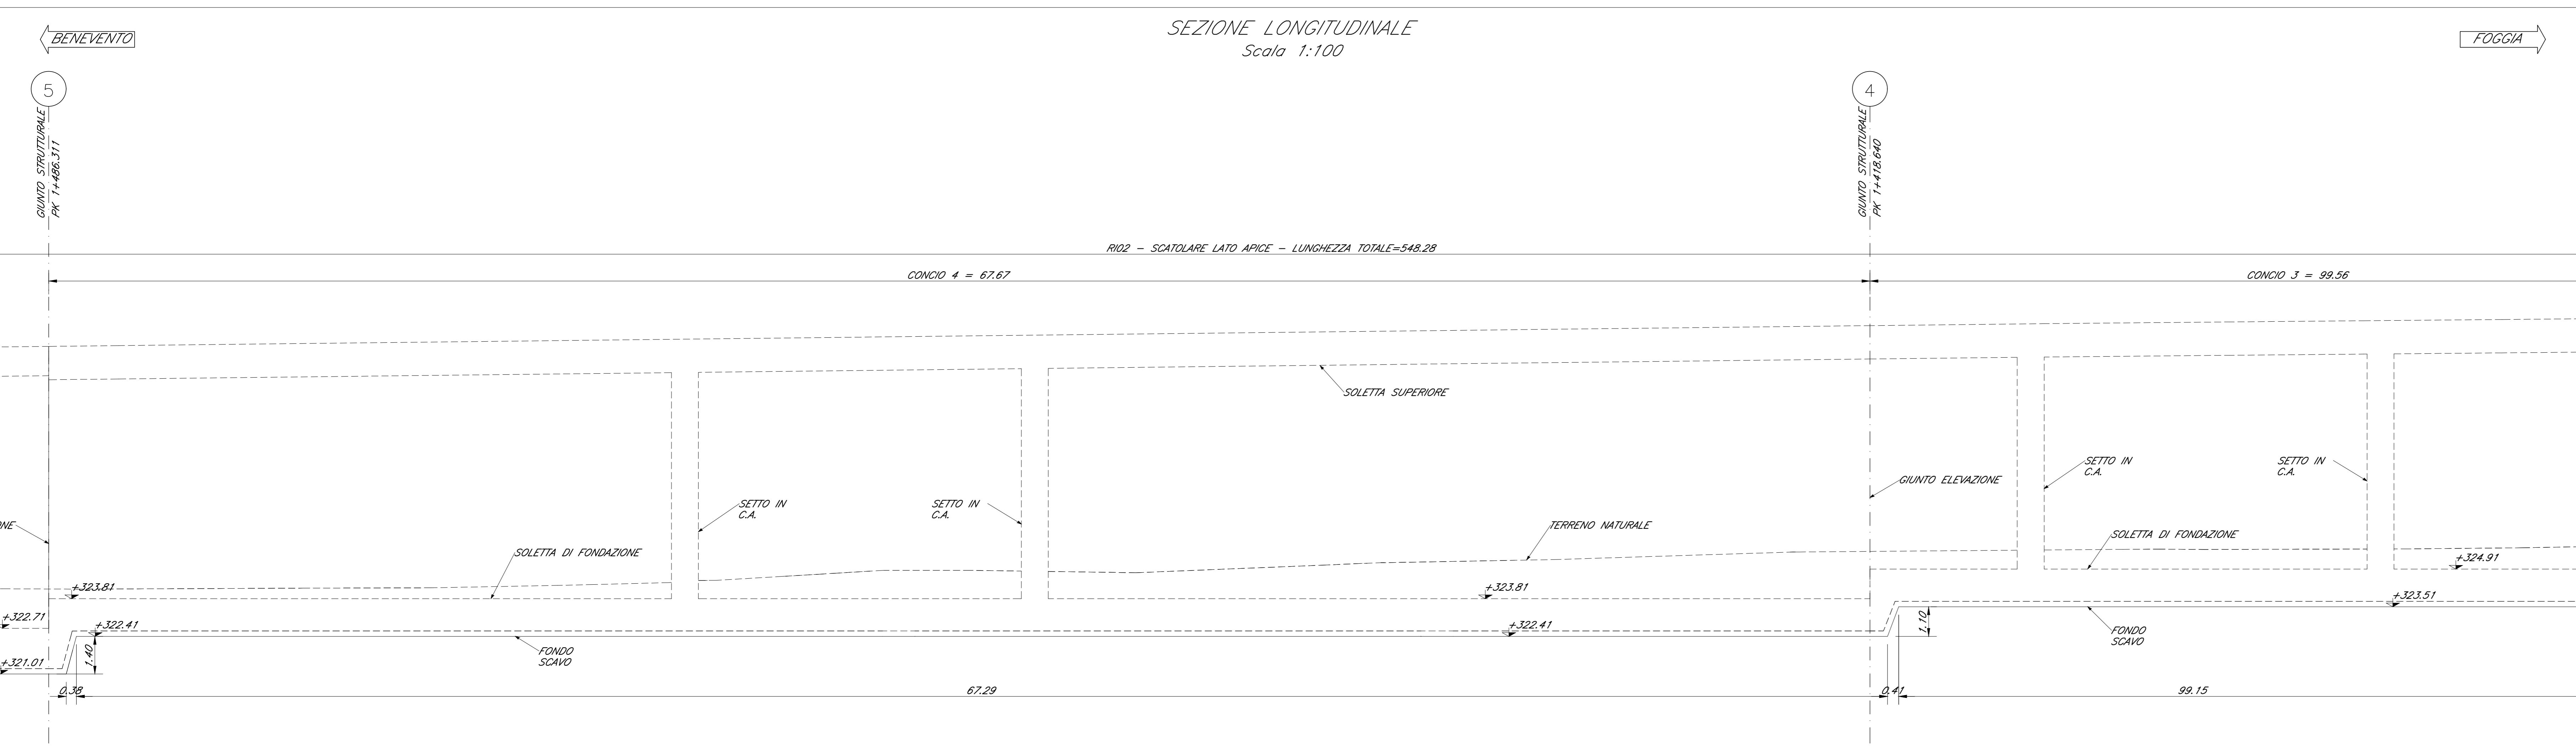 SEZIONE LONGITUDINALE
Scala 1:100
BENEVENTO
FOGGIA
5
GIUNTO STRUTTURALE
PK 1+486.311
4
GIUNTO STRUTTURALE
PK 1+418.640
RI02 - SCATOLARE LATO APICE - LUNGHEZZA TOTALE=548.28
CONCIO 4 = 67.67
CONCIO 3 = 99.56
SOLETTA SUPERIORE
SETTO IN
C.A.
SETTO IN
C.A.
SETTO IN
C.A.
SETTO IN
C.A.
GIUNTO ELEVAZIONE
TERRENO NATURALE
SOLETTA DI FONDAZIONE
SOLETTA DI FONDAZIONE
+323.81
+323.81
+324.91
+322.71
+322.41
+322.41
+323.51
+321.01
1.40
1.10
FONDO
SCAVO
FONDO
SCAVO
0.38
67.29
0.41
99.15